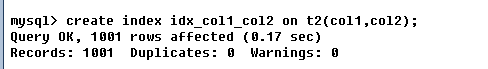 mysql> create index idx_col1_col2 on t2(col1,col2);
Query OK, 1001 rows affected (0.17 sec)
Records: 1001  Duplicates: 0  Warnings: 0